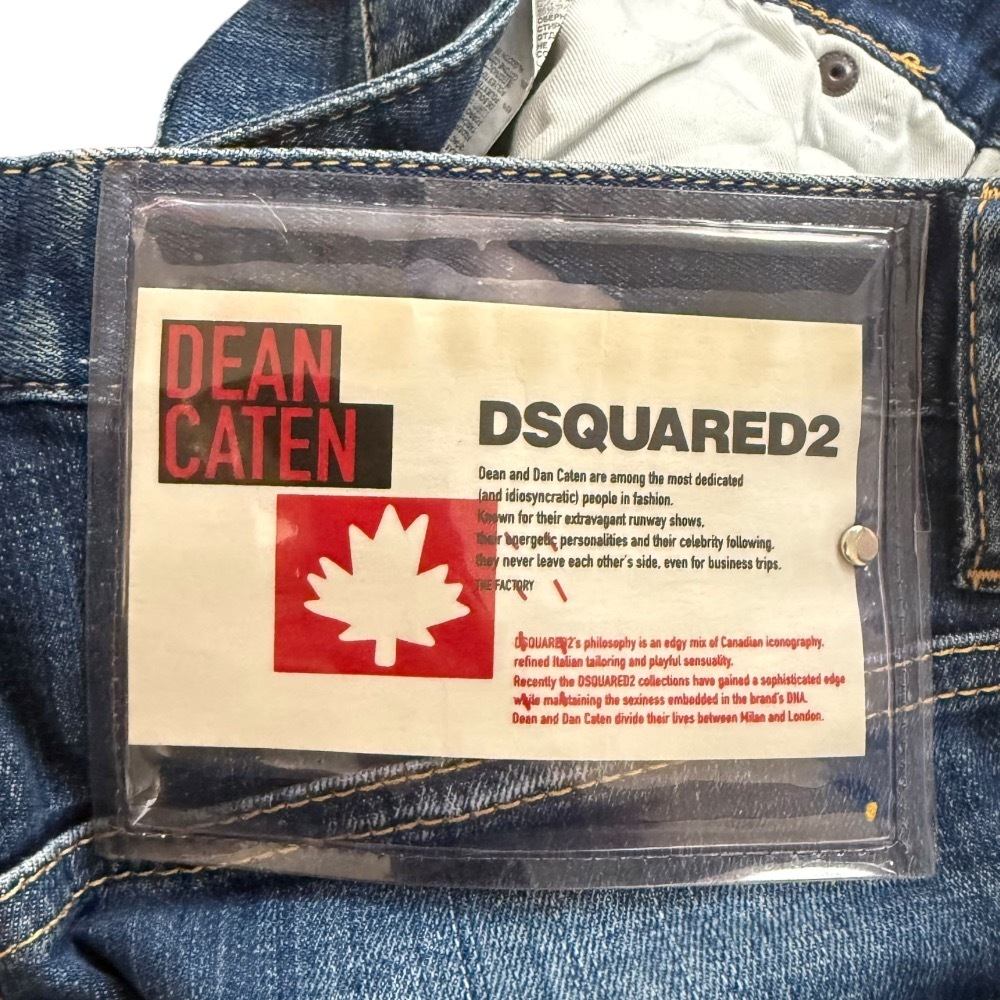 ОБЕРН
СТИР
ОТД
НЕ
DEAN
CATEN
DSQUARED2
Dean and Dan Caten are among the most dedicated
(and idiosyncratic) people in fashion.
Known for their extravagant runway shows,
their energetic personalities and their celebrity following.
they never leave each other's side, even for business trips.
THE FACTORY
DSQUARED2's philosophy is an edgy mix of Canadian iconography,
refined Italian tailoring and playful sensuality.
Recently the DSQUARED2 collections have gained a sophisticated edge
while maintaining the sexiness embedded in the brand's DNA.
Dean and Dan Caten divide their lives between Milan and London.